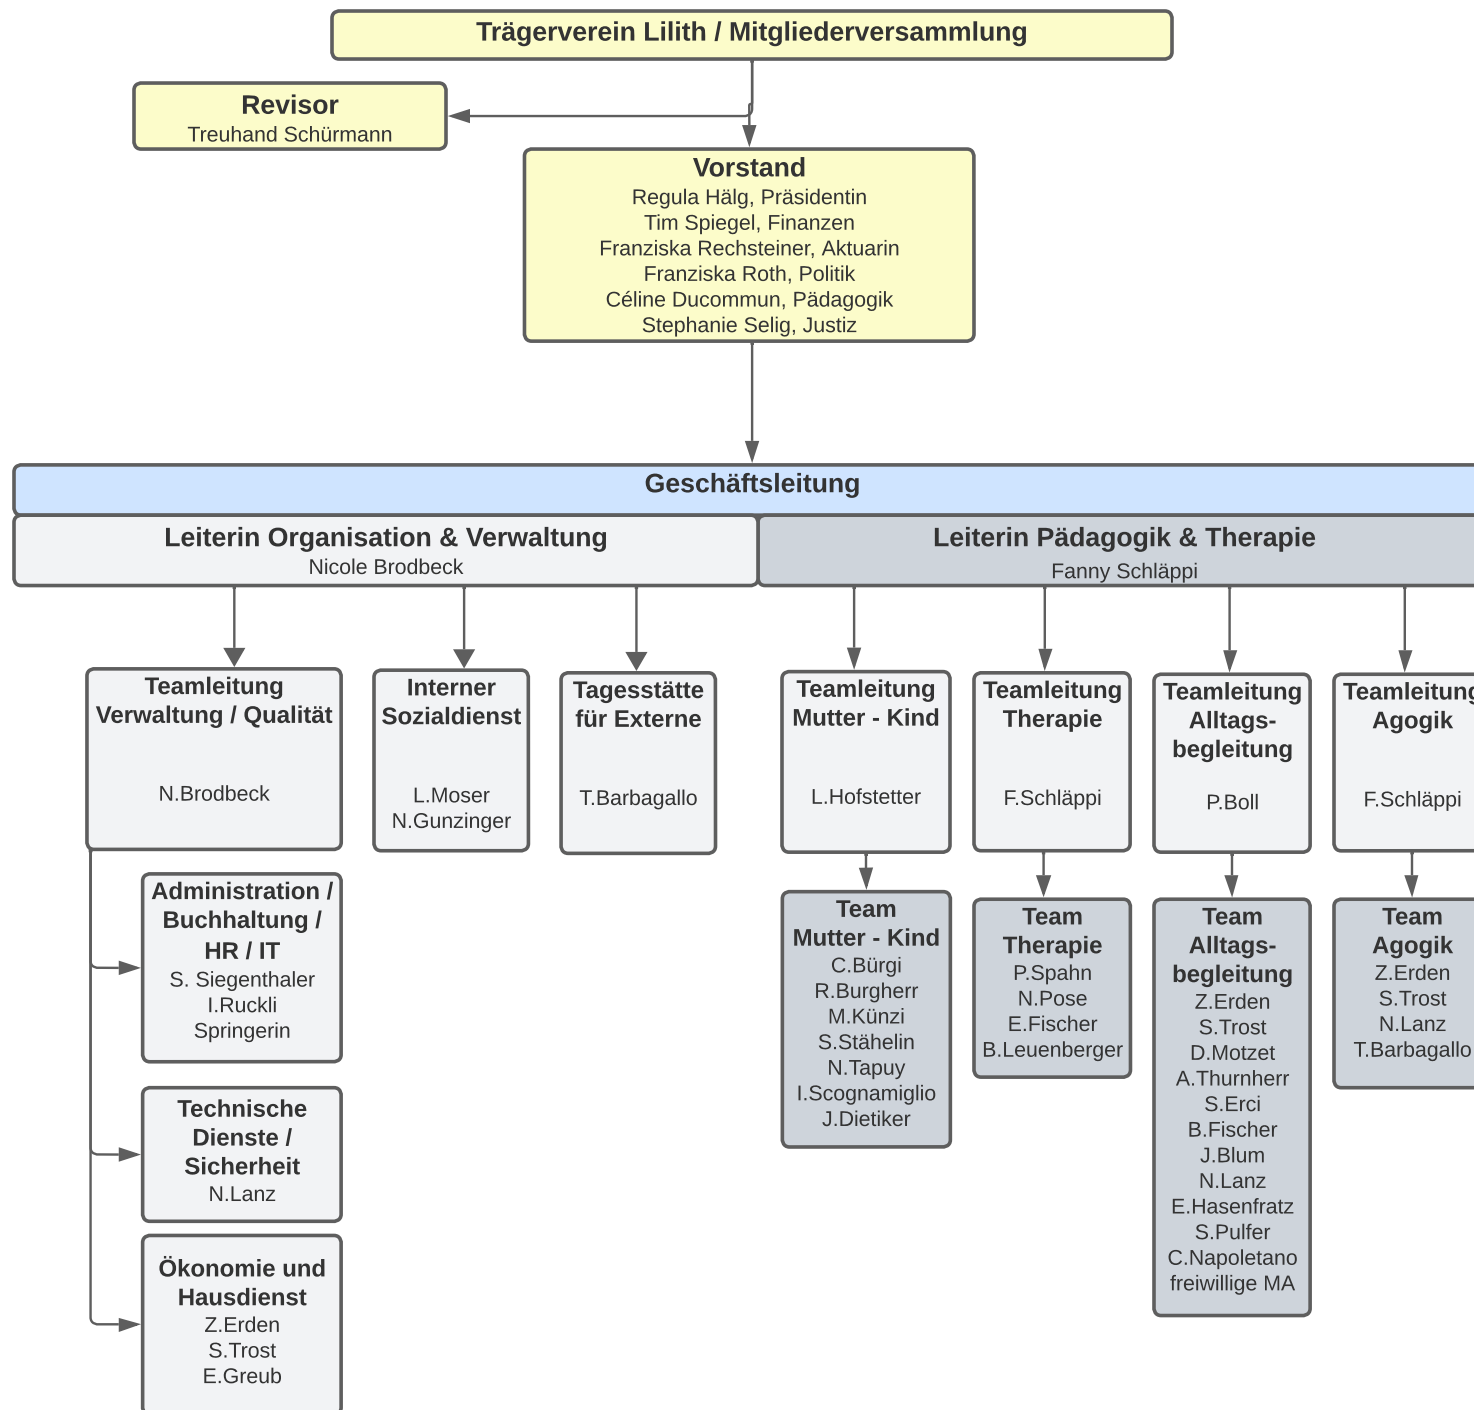 Trägerverein Lilith / Mitgliederversammlung
Revisor
Treuhand Schürmann
Vorstand
Regula Hälg, Präsidentin
Tim Spiegel, Finanzen
Franziska Rechsteiner, Aktuarin
Franziska Roth, Politik
Céline Ducommun, Pädagogik
Stephanie Selig, Justiz
Geschäftsleitung
Leiterin Organisation & Verwaltung
Nicole Brodbeck
Leiterin Pädagogik & Therapie
Fanny Schläppi
Teamleitung
Verwaltung / Qualität
N.Brodbeck
Interner
Sozialdienst
L.Moser
N.Gunzinger
Tagesstätte
für Externe
T.Barbagallo
Teamleitung
Mutter - Kind
L.Hofstetter
Teamleitung
Therapie
F.Schläppi
Teamleitung
Alltags-
begleitung
P.Boll
Teamleitung
Agogik
F.Schläppi
Administration /
Buchhaltung /
HR / IT
S. Siegenthaler
I.Ruckli
Springerin
Technische
Dienste /
Sicherheit
N.Lanz
Ökonomie und
Hausdienst
Z.Erden
S.Trost
E.Greub
Team
Mutter - Kind
C.Bürgi
R.Burgherr
M.Künzi
S.Stähelin
N.Tapuy
I.Scognamiglio
J.Dietiker
Team
Therapie
P.Spahn
N.Pose
E.Fischer
B.Leuenberger
Team
Alltags-
begleitung
Z.Erden
S.Trost
D.Motzet
A.Thurnherr
S.Erci
B.Fischer
J.Blum
N.Lanz
E.Hasenfratz
S.Pulfer
C.Napoletano
freiwillige MA
Team
Agogik
Z.Erden
S.Trost
N.Lanz
T.Barbagallo